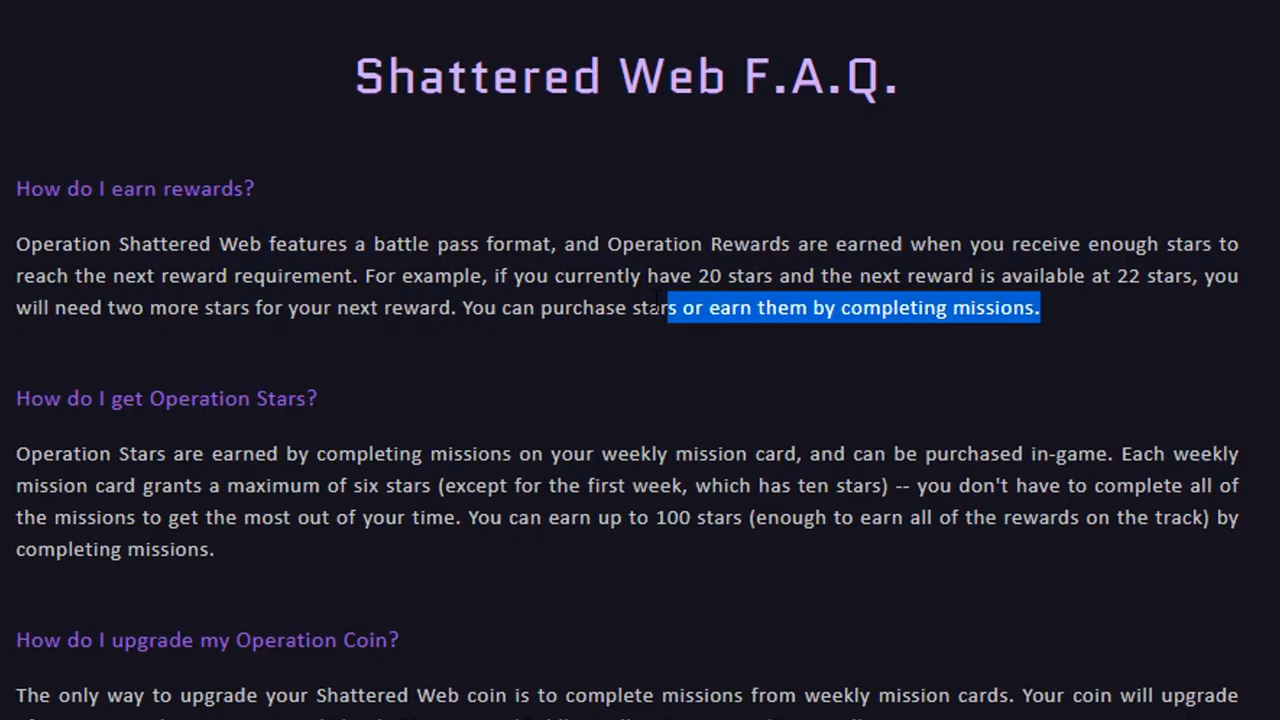 Shattered Web F.A.Q.
How do I earn rewards?
Operation Shattered Web features a battle pass format, and Operation Rewards are earned when you receive enough stars to
reach the next reward requirement. For example, if you currently have 20 stars and the next reward is available at 22 stars, you
will need two more stars for your next reward. You can purchase stars or earn them by completing missions.
How do I get Operation Stars?
Operation Stars are earned by completing missions on your weekly mission card, and can be purchased in-game. Each weekly
mission card grants a maximum of six stars (except for the first week, which has ten stars) -- you don't have to complete all of
the missions to get the most out of your time. You can earn up to 100 stars (enough to earn all of the rewards on the track) by
completing missions.
How do I upgrade my Operation Coin?
The only way to upgrade your Shattered Web coin is to complete missions from weekly mission cards. Your coin will upgrade